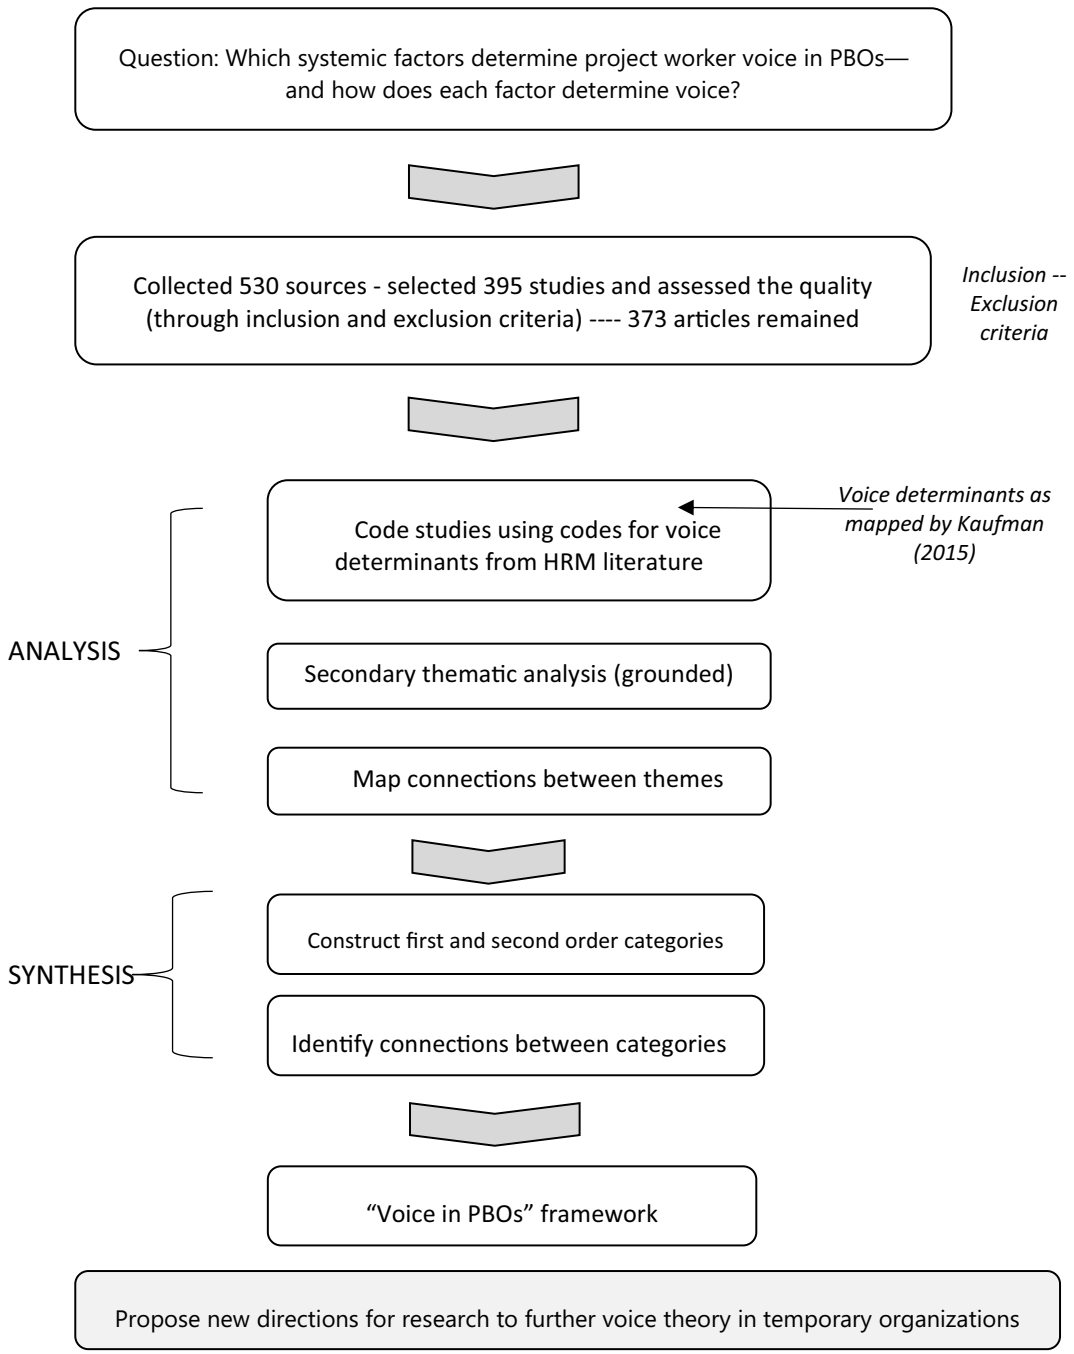 Question: Which systemic factors determine project worker voice in PBOs—
and how does each factor determine voice?
Collected 530 sources - selected 395 studies and assessed the quality
(through inclusion and exclusion criteria) ---- 373 articles remained
Inclusion --
Exclusion
criteria
Code studies using codes for voice
determinants from HRM literature
Voice determinants as
mapped by Kaufman
(2015)
ANALYSIS
Secondary thematic analysis (grounded)
Map connections between themes
Construct first and second order categories
SYNTHESIS
Identify connections between categories
“Voice in PBOs” framework
Propose new directions for research to further voice theory in temporary organizations